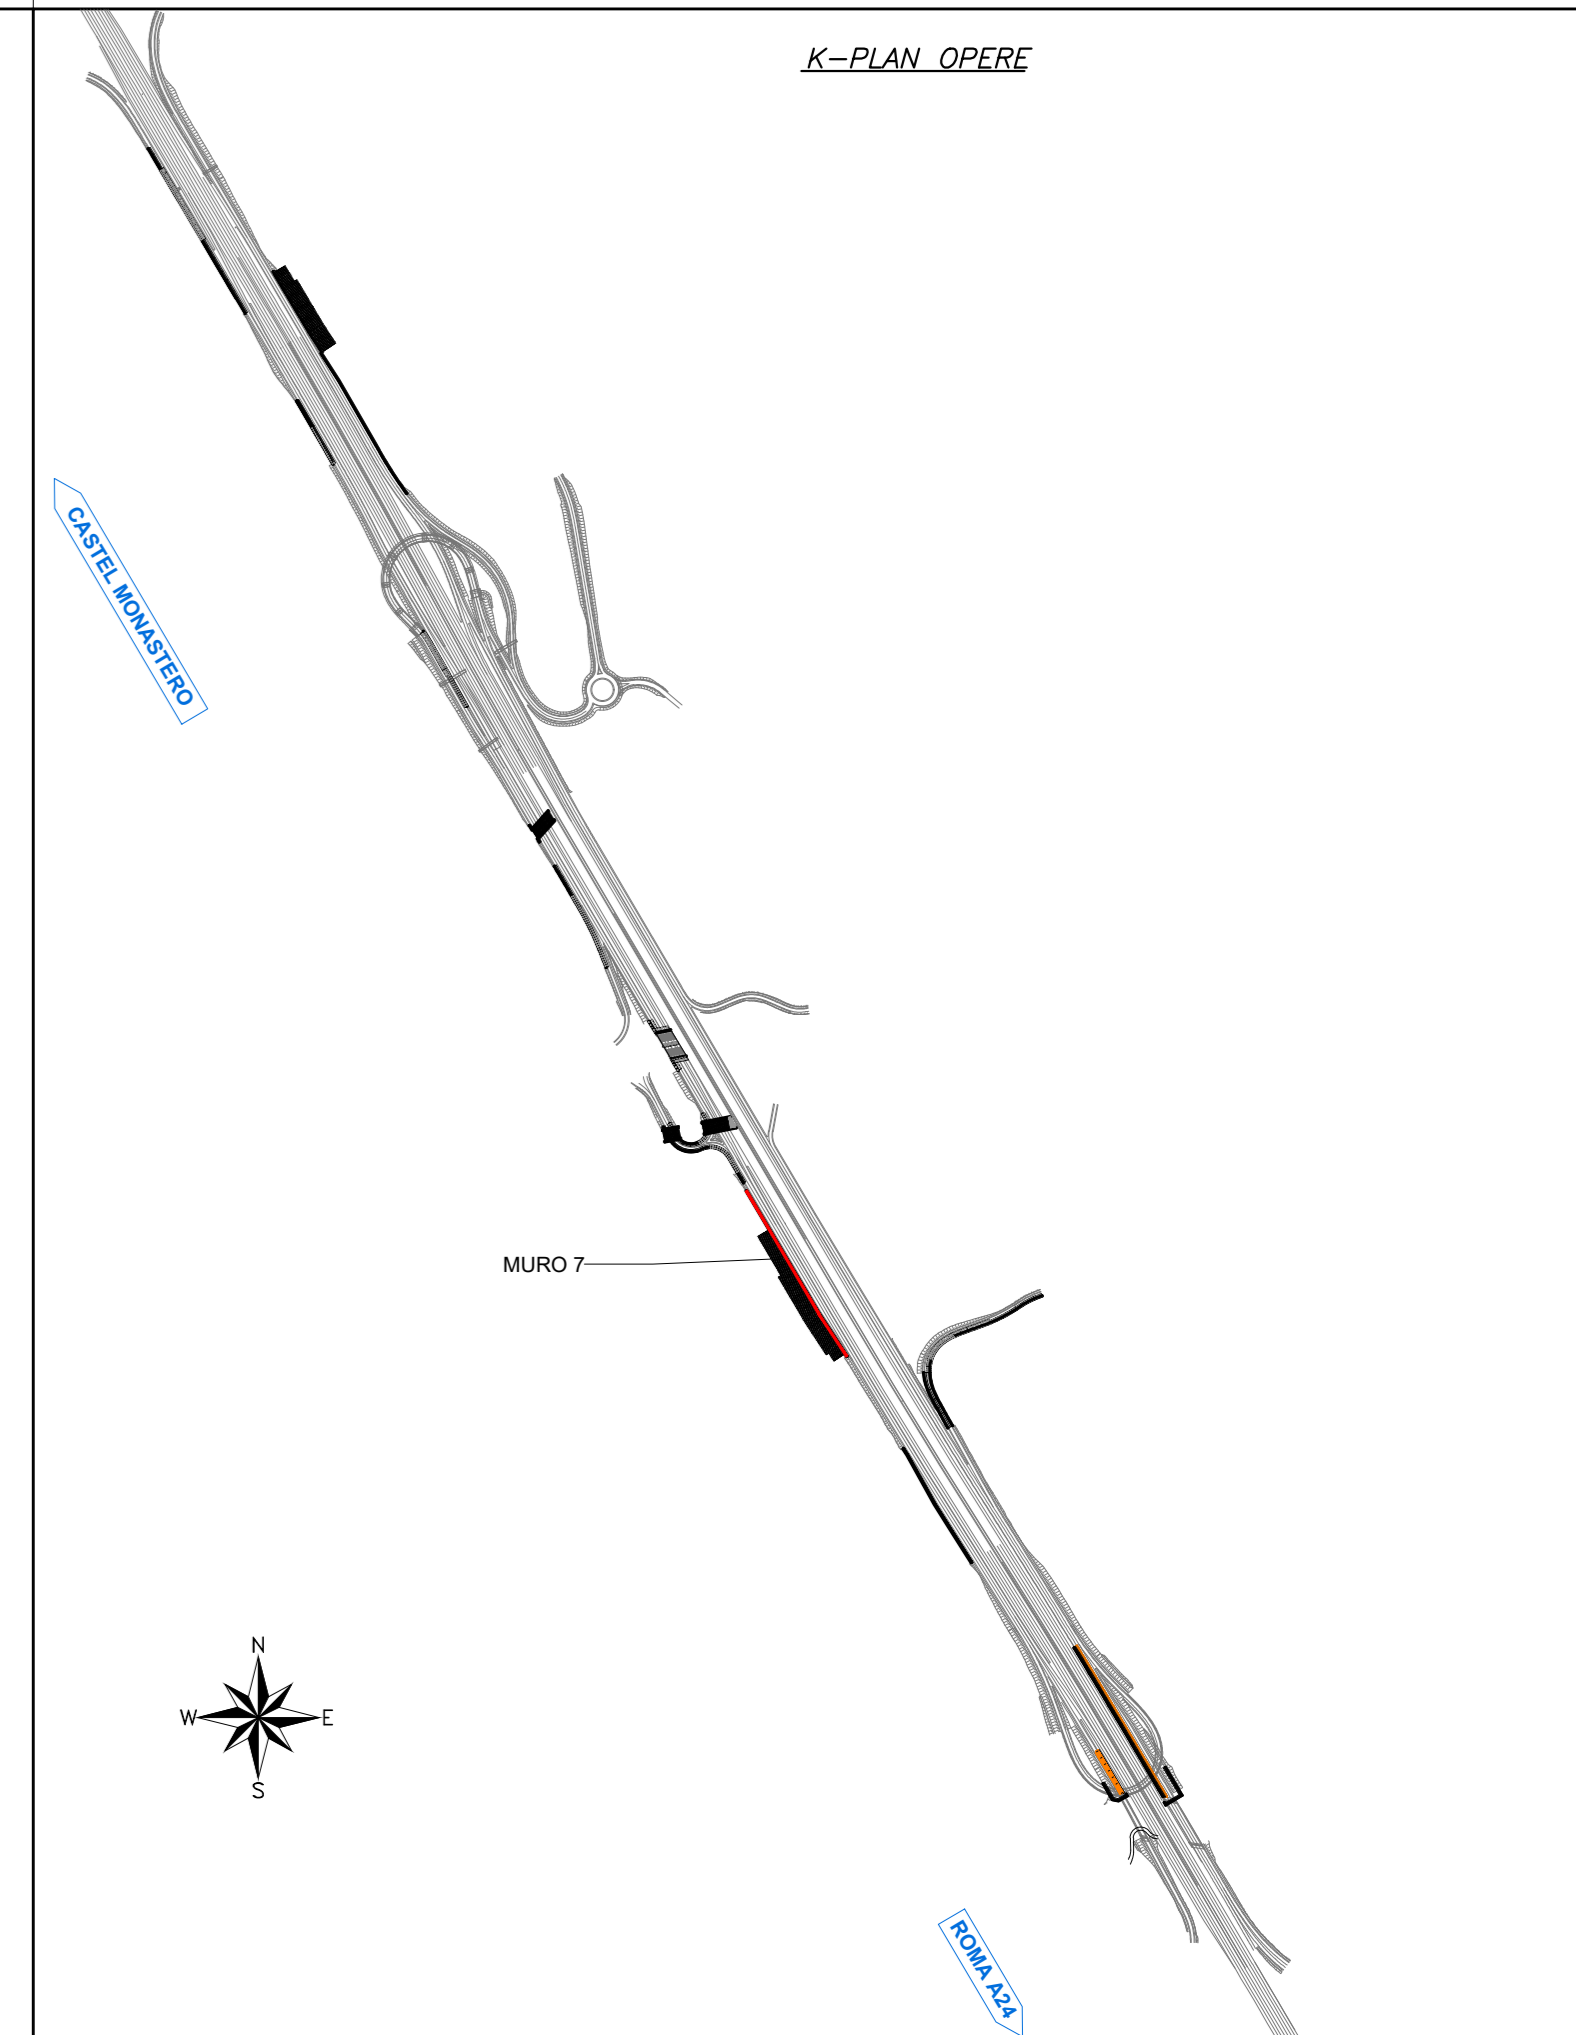 K-PLAN OPERE
CASTEL MONASTERO
MURO 7
N
W
E
S
ROMA A24